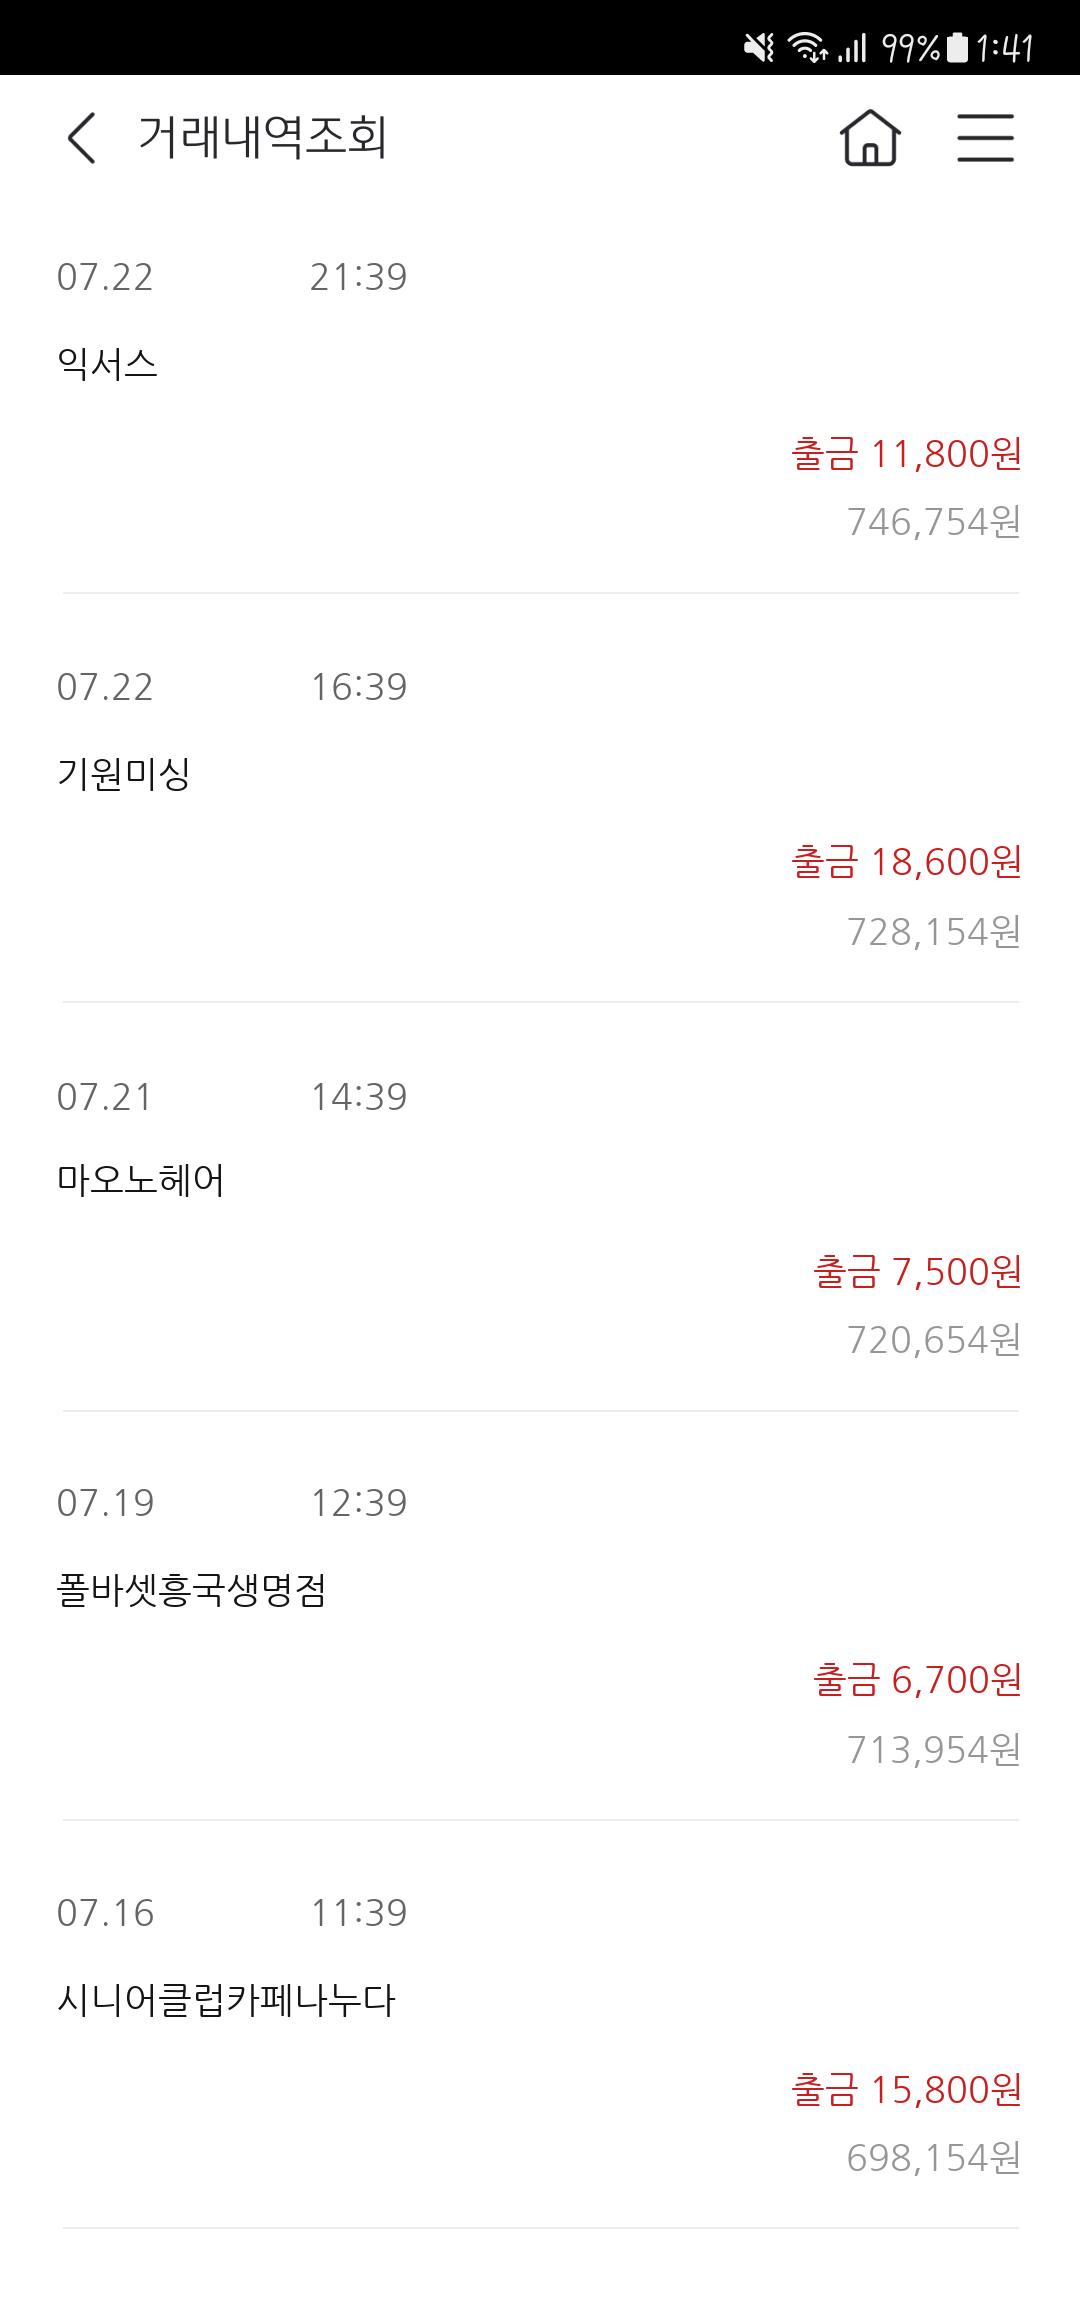 99% 1:41
거래내역조회
07.22 21:39
익서스
출금 11,800원
746,754원
07.22 16:39
기원미싱
출금 18,600원
728,154원
07.21 14:39
마오노헤어
출금 7,500원
720,654원
07.19 12:39
폴바셋흥국생명점
출금 6,700원
713,954원
07.16 11:39
시니어클럽카페나누다
출금 15,800원
698,154원